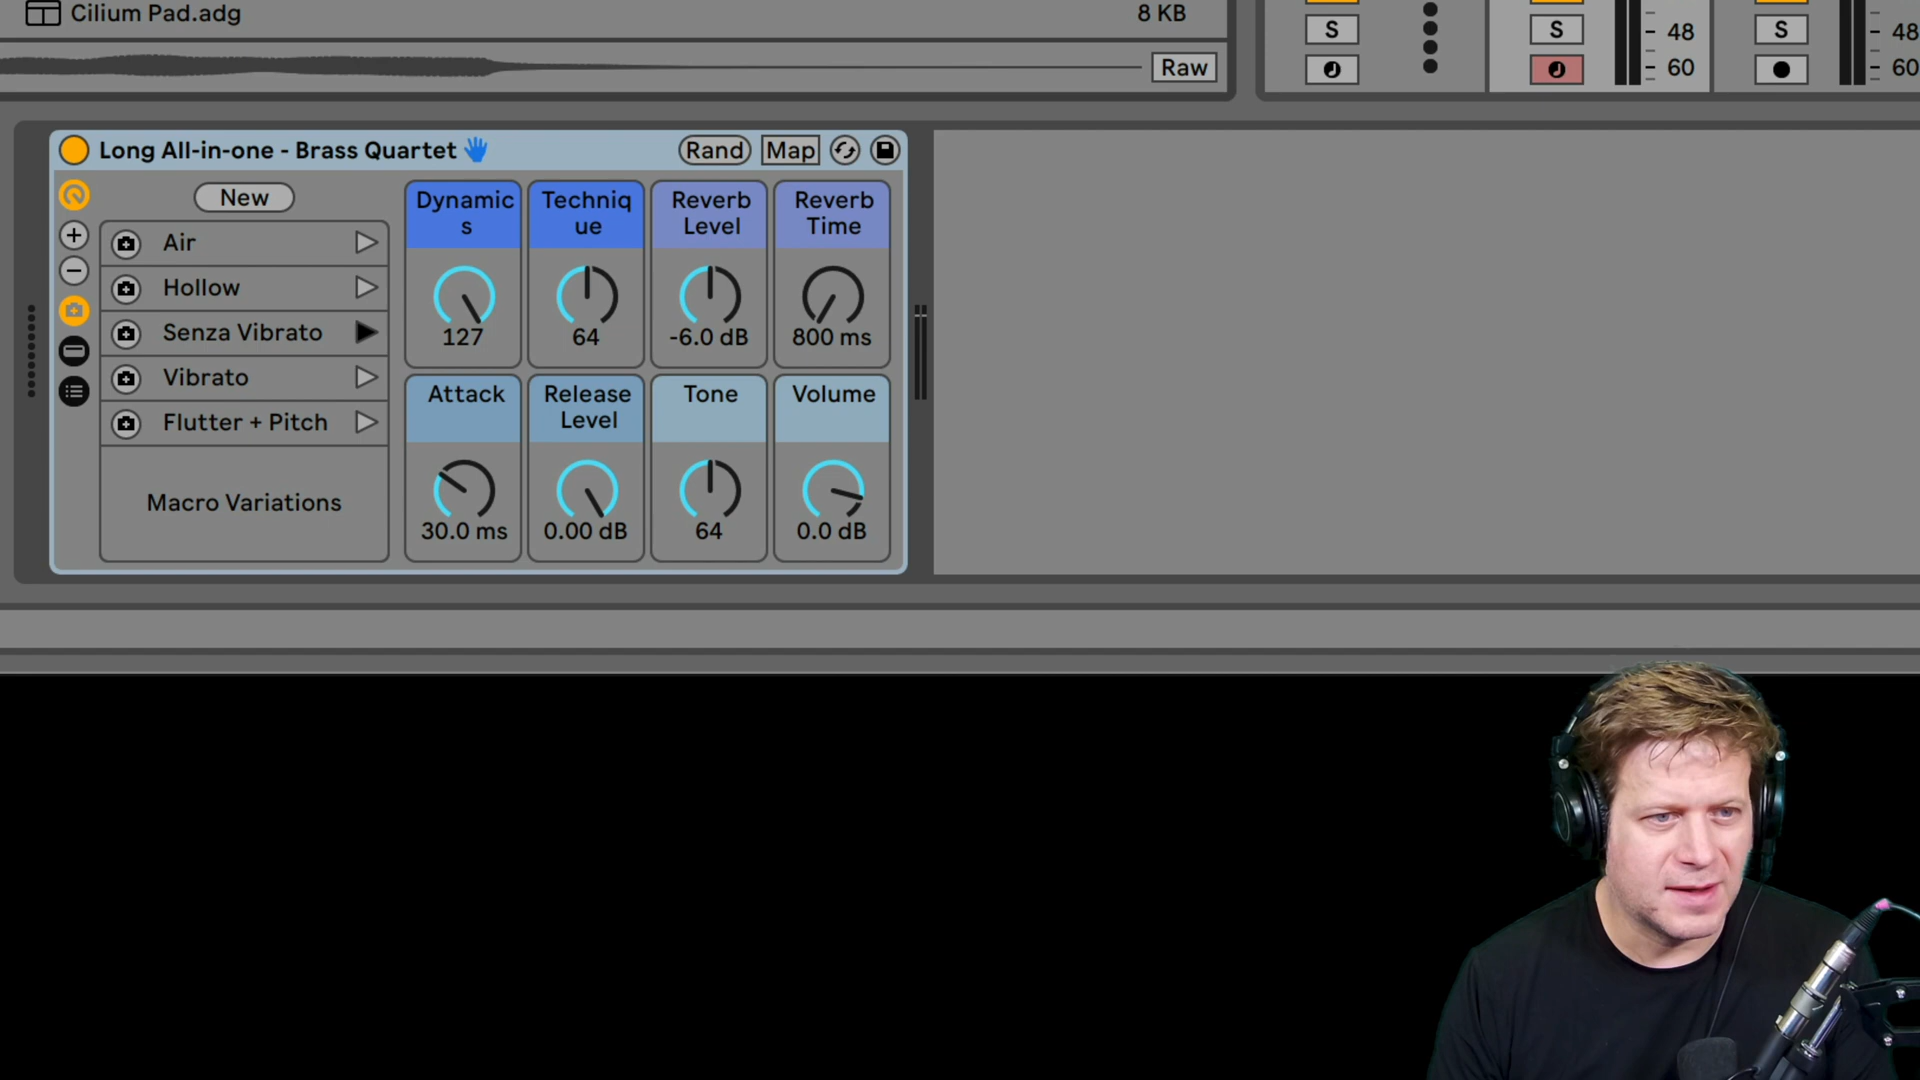 Cilium Pad.adg 8 KB
S S S
48 48
Raw
60 60
Long All-in-one - Brass Quartet Rand Map
New
Air
Hollow
Senza Vibrato
Vibrato
Flutter + Pitch
Macro Variations
Dynamic
s
127
Techniq
ue
64
Reverb
Level
-6.0 dB
Reverb
Time
800 ms
Attack
30.0 ms
Release
Level
0.00 dB
Tone
64
Volume
0.0 dB